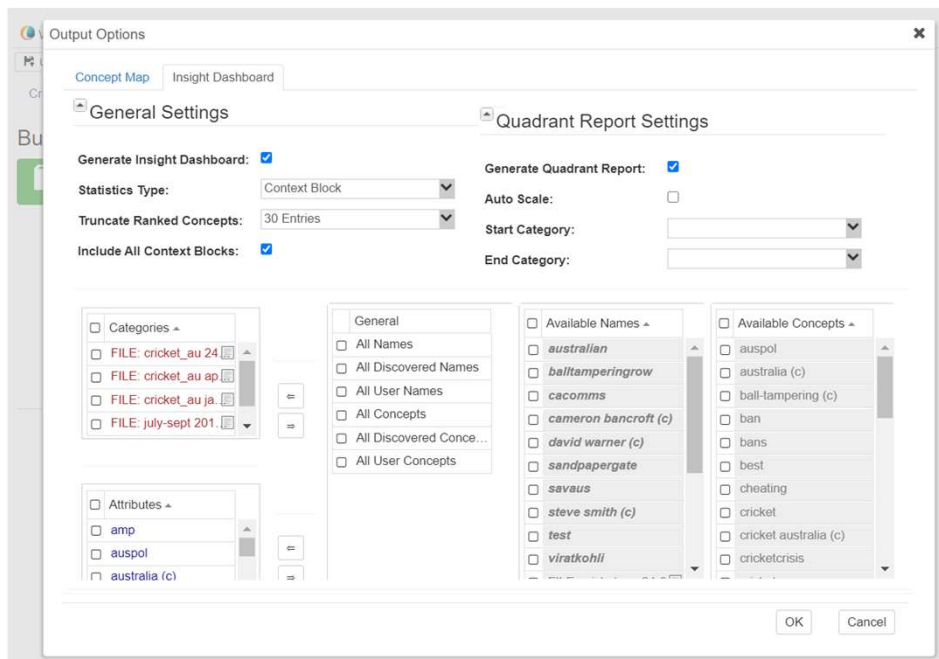 Output Options
Concept Map
Insight Dashboard
General Settings
Generate Insight Dashboard:
Statistics Type:
Context Block
Truncate Ranked Concepts:
30 Entries
Include All Context Blocks:
Quadrant Report Settings
Generate Quadrant Report:
Auto Scale:
Start Category:
End Category:
Categories
FILE: cricket_au 24.
FILE: cricket_au ap
FILE: cricket_au ja..
FILE: july-sept 201.
Attributes
amp
auspol
australia (c)
General
All Names
All Discovered Names
All User Names
All Concepts
All Discovered Conce...
All User Concepts
Available Names
australian
balltamperingrow
cacomms
cameron bancroft (c)
david warner (c)
sandpapergate
savaus
steve smith (c)
test
viratkohli
Available Concepts
auspol
australia (c)
ball-tampering (c)
ban
bans
best
cheating
cricket
cricket australia (c)
cricketcrisis
OK
Cancel
Cr
Bu